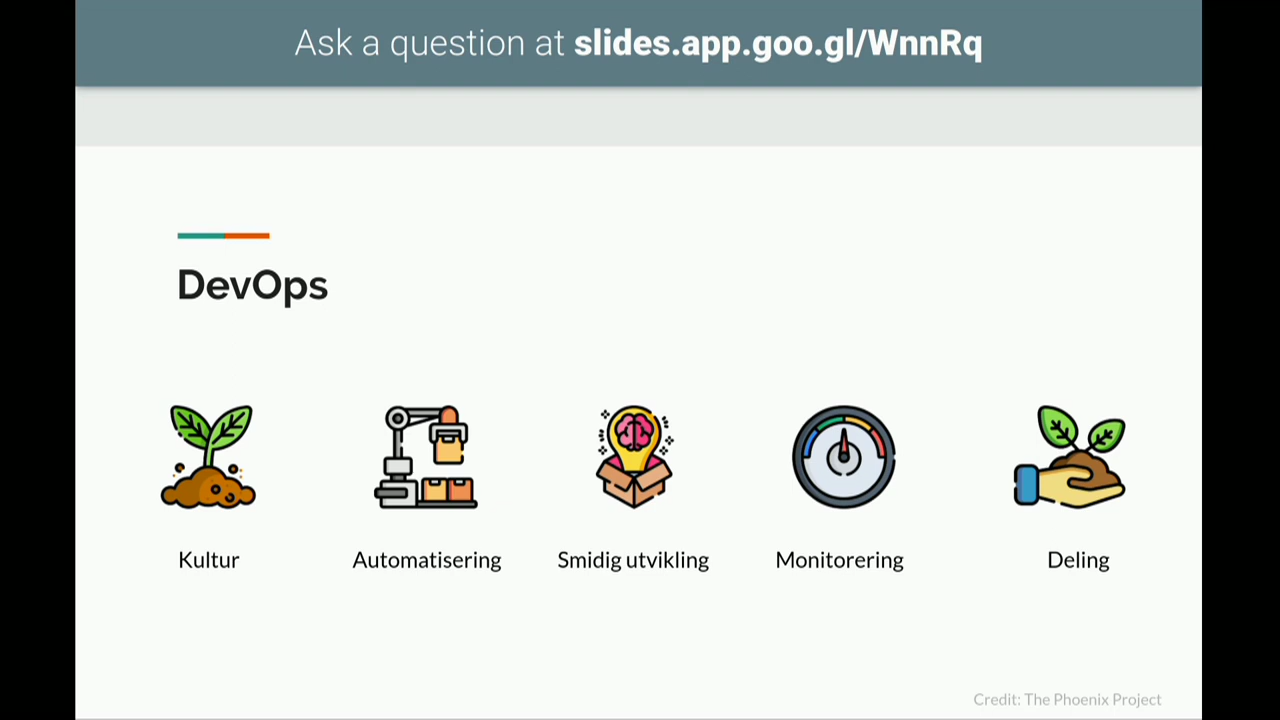 Ask a question at slides.app.goo.gl/WnnRq
DevOps
Kultur
Automatisering
Smidig utvikling
Monitorering
Deling
Credit: The Phoenix Project